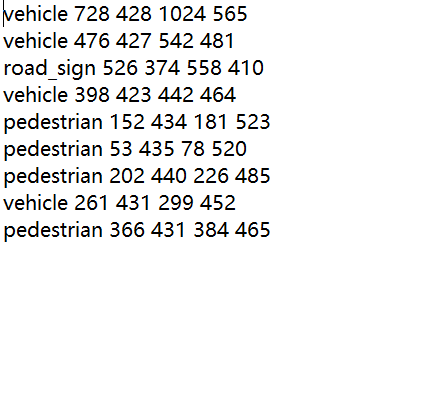 vehicle 728 428 1024 565
vehicle 476 427 542 481
road_sign 526 374 558 410
vehicle 398 423 442 464
pedestrian 152 434 181 523
pedestrian 53 435 78 520
pedestrian 202 440 226 485
vehicle 261 431 299 452
pedestrian 366 431 384 465